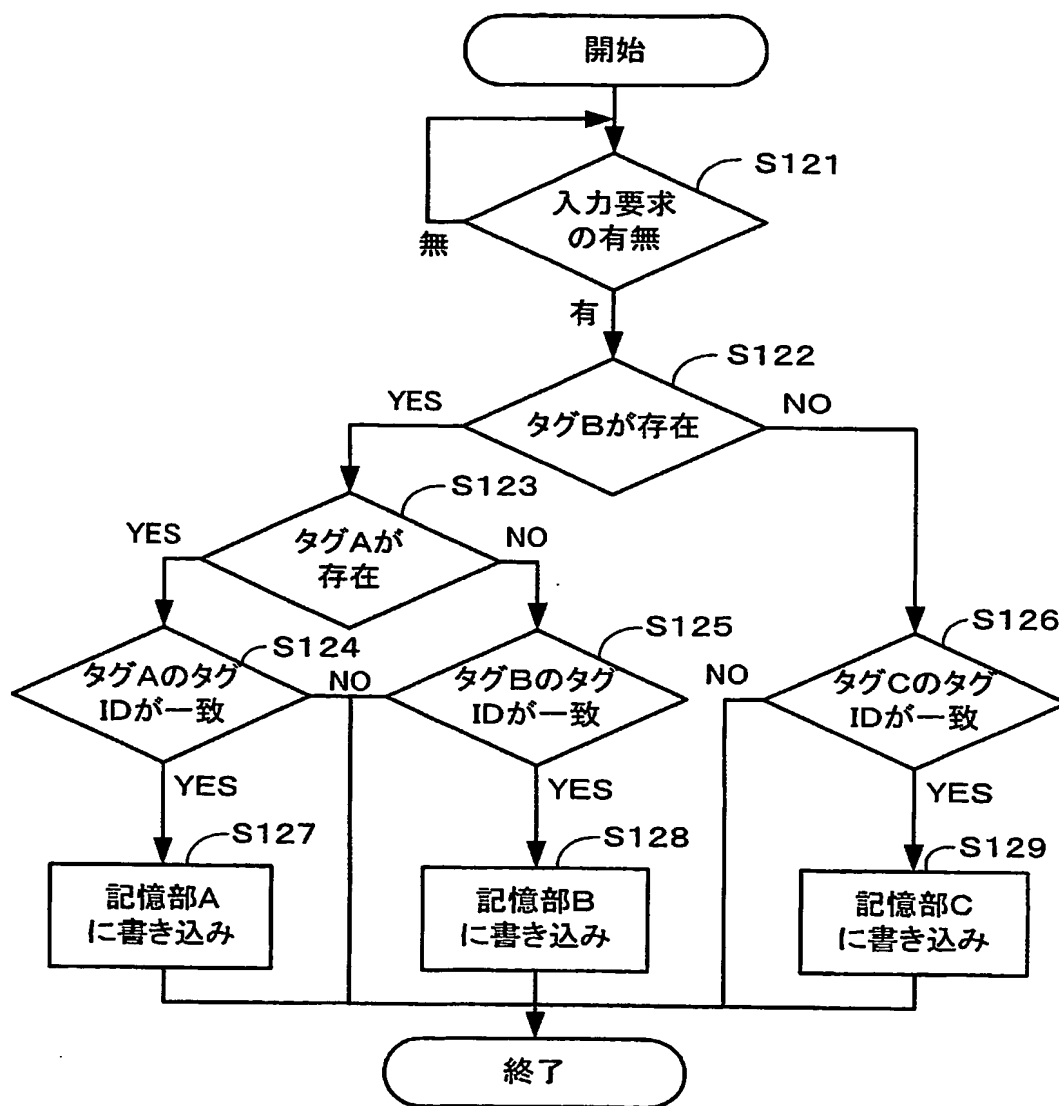 開始
S121
入力要求
の有無
無
有
S122
YES
NO
タグBが存在
S123
YES
NO
タグAが
存在
S124
S125
S126
タグAのタグ
IDが一致
NO
タグBのタグ
IDが一致
NO
タグCのタグ
IDが一致
YES
YES
YES
S127
S128
S129
記憶部A
に書き込み
記憶部B
に書き込み
記憶部C
に書き込み
終了